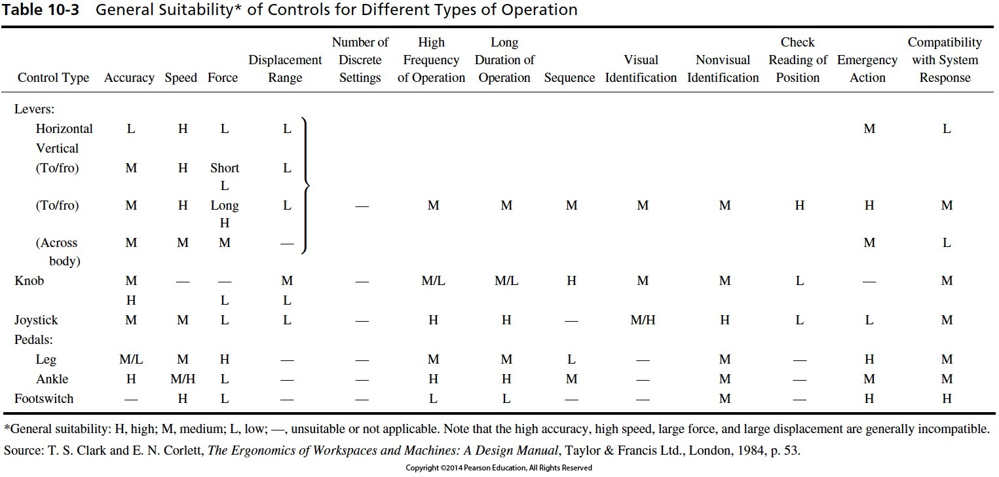 Table 10-3 General Suitability* of Controls for Different Types of Operation
Number of High Long Check Compatibility
Displacement Discrete Frequency Duration of Visual Nonvisual Reading of Emergency with System
Control Type Accuracy Speed Force Range Settings of Operation Operation Sequence Identification Identification Position Action Response
Levers:
Horizontal L H L L M L
Vertical
(To/fro) M H Short L
L
(To/fro) M H Long L — M M M M M H H M
H
(Across M M M — M L
body)
Knob M — — M — M/L M/L H M M L — M
H L L
Joystick M M L L — H H — M/H H L L M
Pedals:
Leg M/L M H — — M M L — M — H M
Ankle H M/H L — — H H M — M — M M
Footswitch — H L — — L L — — M — H H
*General suitability: H, high; M, medium; L, low; —, unsuitable or not applicable. Note that the high accuracy, high speed, large force, and large displacement are generally incompatible.
Source: T. S. Clark and E. N. Corlett, The Ergonomics of Workspaces and Machines: A Design Manual, Taylor & Francis Ltd., London, 1984, p. 53.
Copyright ©2014 Pearson Education, All Rights Reserved